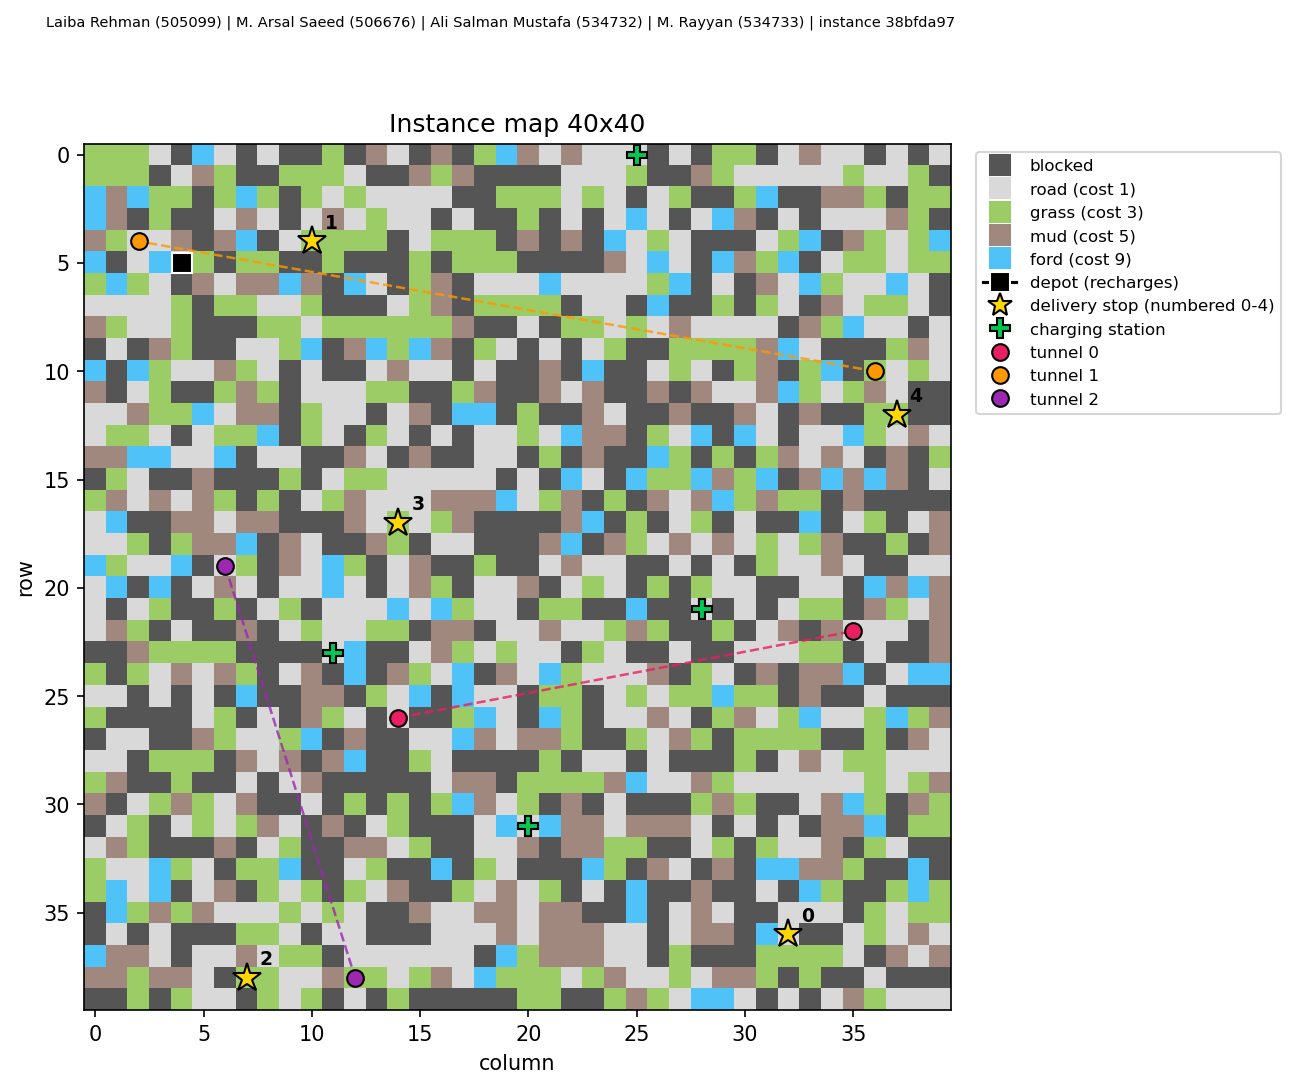 Laiba Rehman (505099) | M. Arsal Saeed (506676) | Ali Salman Mustafa (534732) | M. Rayyan (534733) | instance 38bfda97
Instance map 40x40
blocked
road (cost 1)
grass (cost 3)
mud (cost 5)
ford (cost 9)
depot (recharges)
delivery stop (numbered 0-4)
charging station
tunnel 0
tunnel 1
tunnel 2
row
0
5
10
15
20
25
30
35
1
4
3
0
2
0 5 10 15 20 25 30 35
column